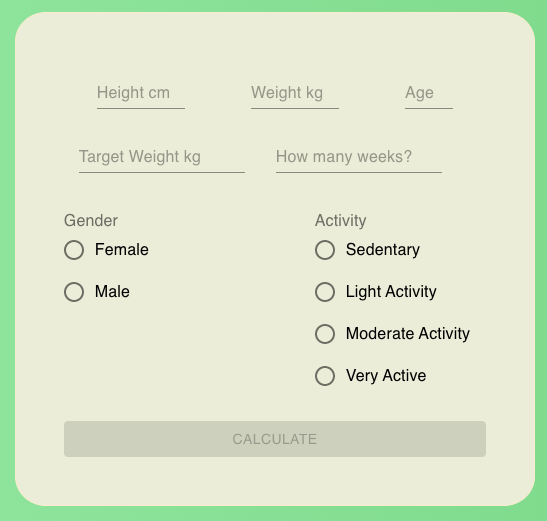 Height cm Weight kg Age
Target Weight kg How many weeks?
Gender
Female
Male
Activity
Sedentary
Light Activity
Moderate Activity
Very Active
CALCULATE